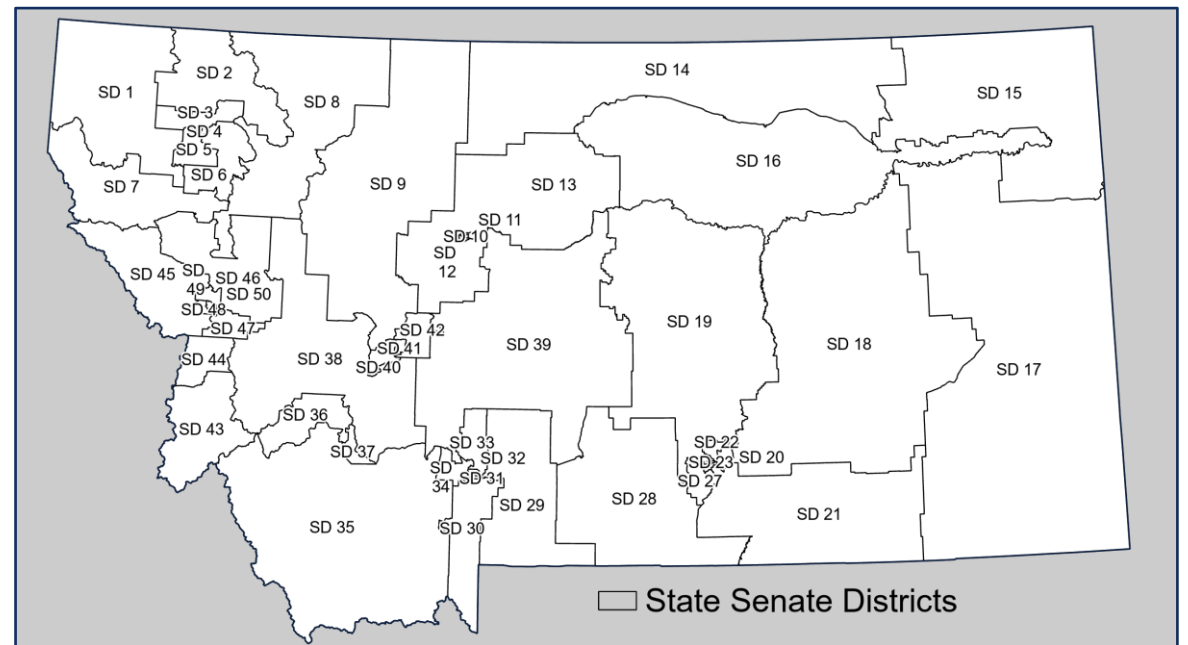 SD 14
SD 2
SD 15
SD 1
SD 8
SD 3
SD 4
SD 5
SD 16
SD 6
SD 7
SD 9
SD 13
SD 11
SD 10
SD
12
SD 45
SD
49
SD 46
SD 50
SD 48
SD 47
SD 42
SD 19
SD 41
SD 39
SD 18
SD 44
SD 38
SD 40
SD 17
SD 36
SD 43
SD 33
SD 22
SD 37
SD 32
SD 20
SD 23
SD
34
SD 31
SD 27
SD 28
SD 29
SD 21
SD 35
SD 30
State Senate Districts